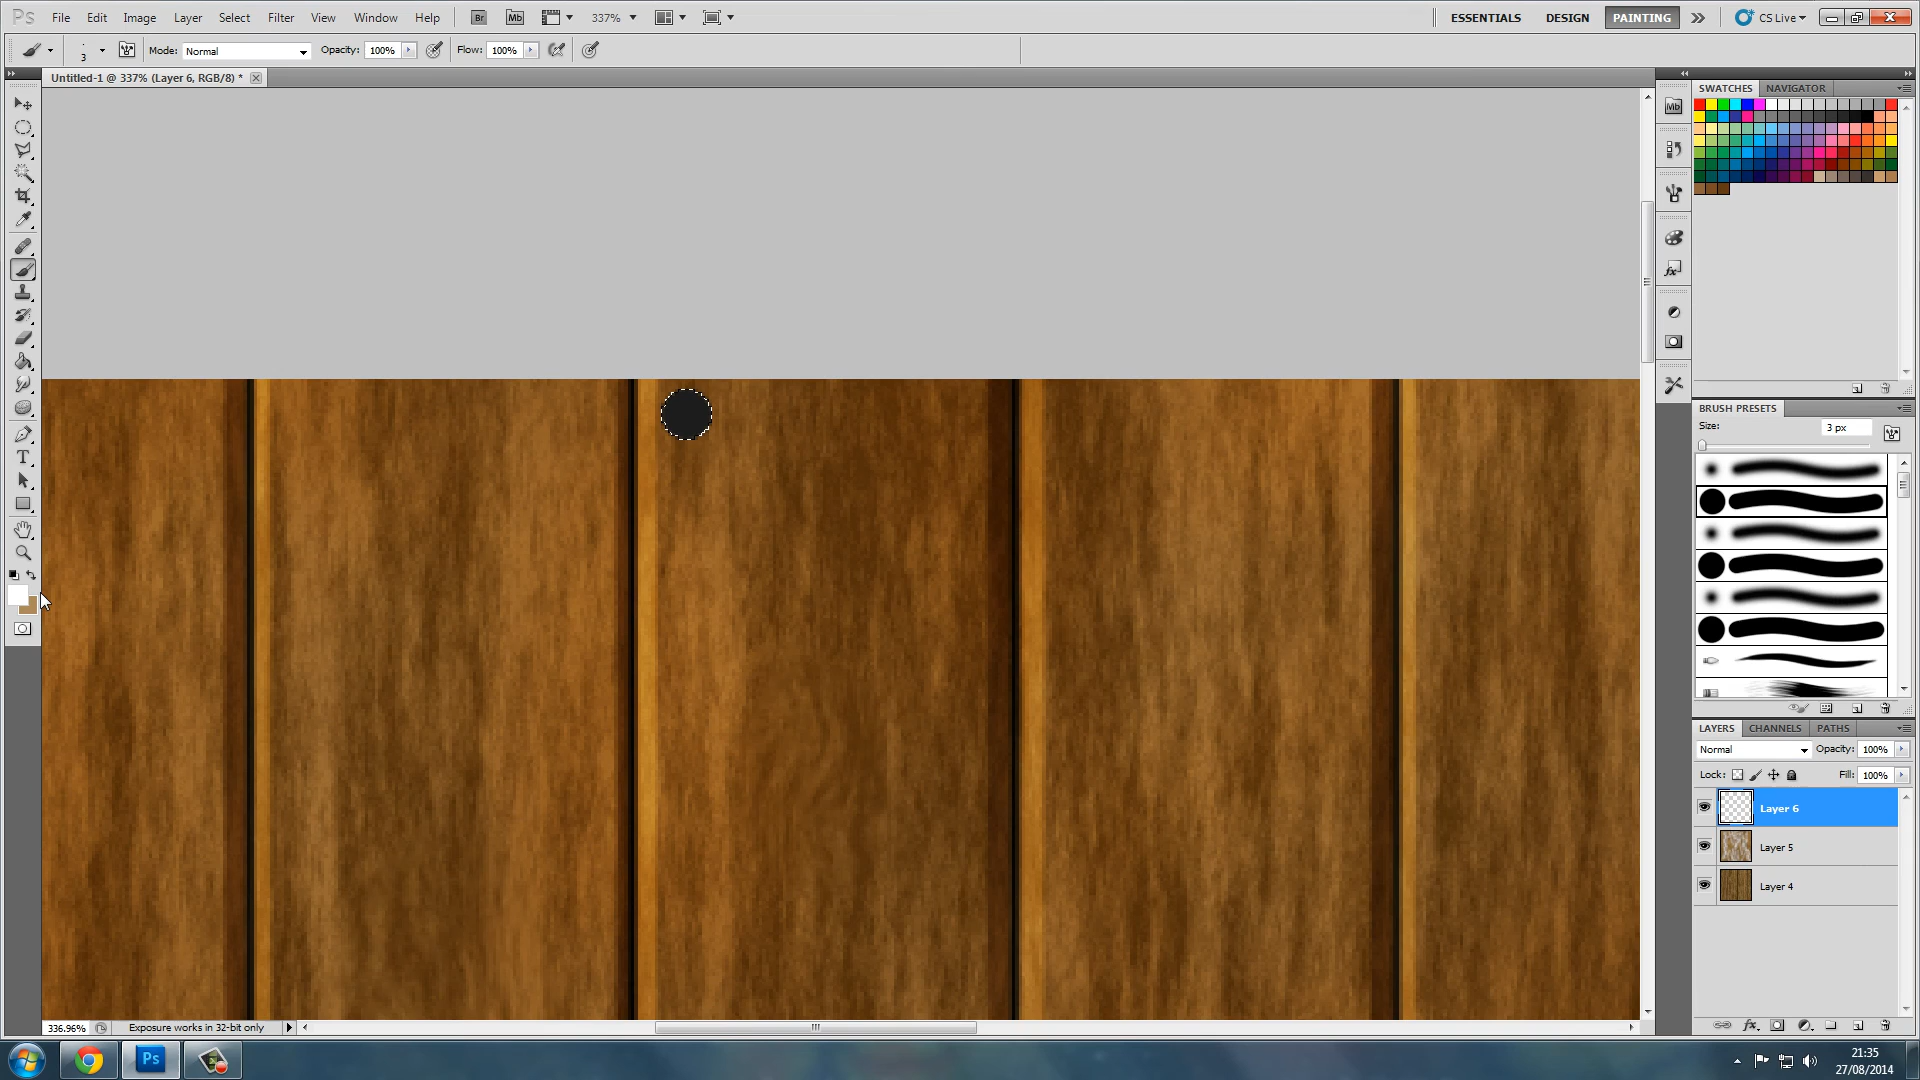 Ps File Edit Image Layer Select Filter View Window Help Br Mb 337% ESSENTIALS DESIGN PAINTING CS Live
3 Mode: Normal Opacity: 100% Flow: 100%
Untitled-1 @ 337% (Layer 6, RGB/8) *
SWATCHES NAVIGATOR
Mb
BRUSH PRESETS
Size: 3 px
LAYERS CHANNELS PATHS
Normal Opacity: 100%
Lock: Fill: 100%
Layer 6
Layer 5
Layer 4
336.96% Exposure works in 32-bit only
Ps
21:35
27/08/2014